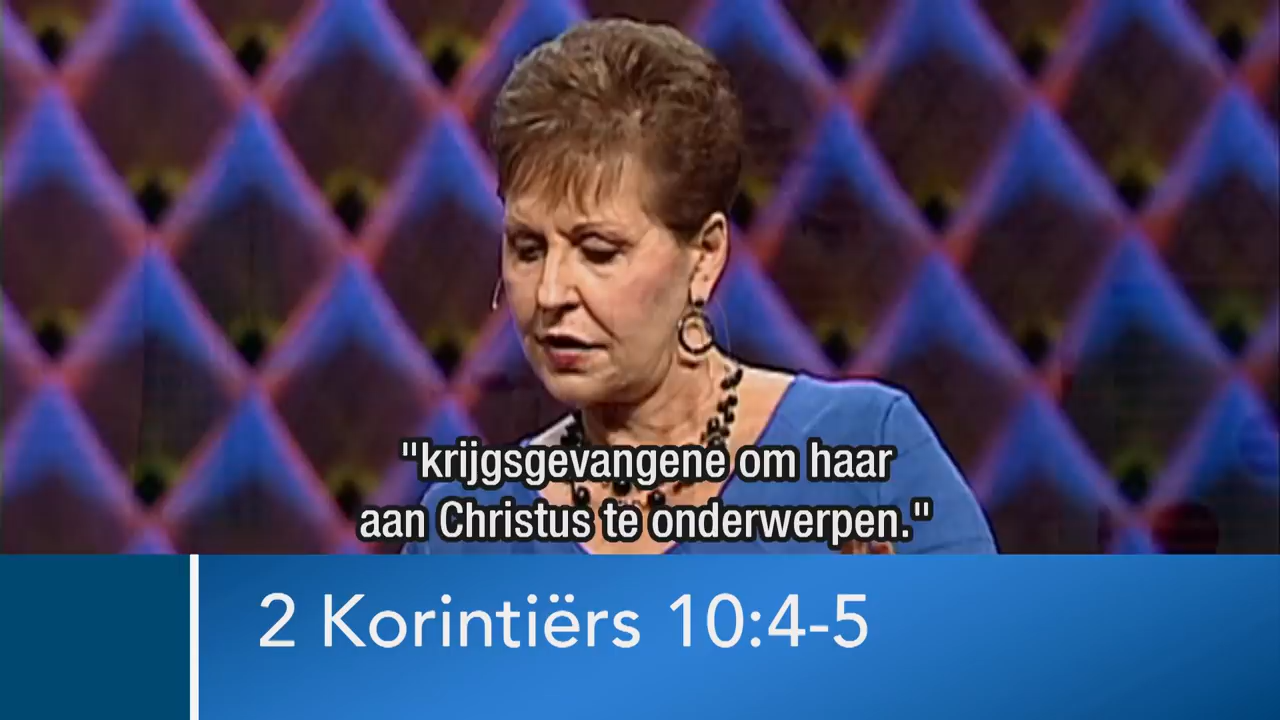 "krijgsgevangene om haar
aan Christus te onderwerpen."
2 Korintiërs 10:4-5